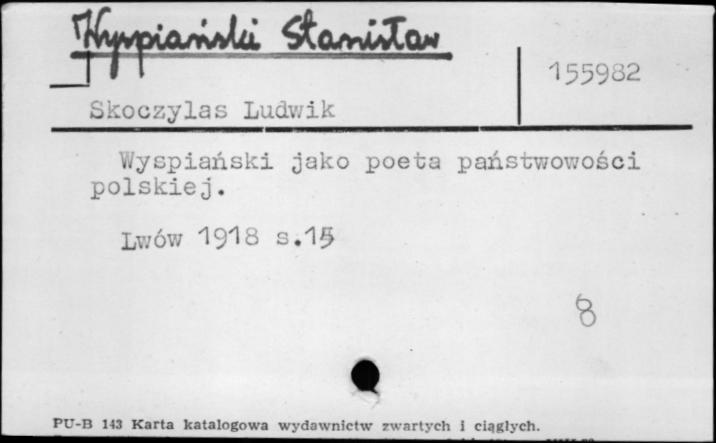 Wyspiański Stanisław
155982
Skoczylas Ludwik
Wyspiański jako poeta państwowości
polskiej.
Lwów 1918 s.15
8
PU-B 143 Karta katalogowa wydawnictw zwartych i ciągłych.